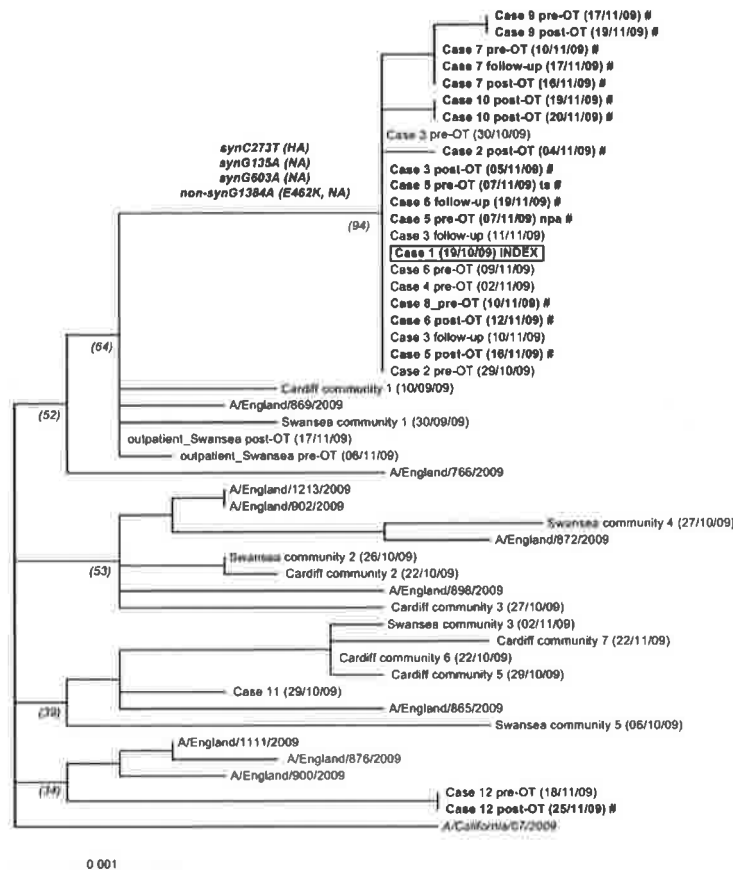 Case 9 pre-OT (17/11/09) #
Case 9 post-OT (19/11/09) #
Case 7 pre-OT (10/11/09) #
Case 7 follow-up (17/11/09) #
Case 7 post-OT (16/11/09) #
Case 10 post-OT (19/11/09) #
Case 10 post-OT (20/11/09) #
Case 3 pre-OT (30/10/09)
Case 2 post-OT (04/11/09) #
synC273T (HA)
synG135A (NA)
synG603A (NA)
non-synG1384A (E462K, NA)
Case 3 post-OT (05/11/09) #
Case 5 pre-OT (07/11/09) ts #
Case 6 follow-up (19/11/09) #
Case 5 pre-OT (07/11/09) npa #
(94)
Case 3 follow-up (11/11/09)
Case 1 (19/10/09) INDEX
Case 6 pre-OT (09/11/09)
Case 4 pre-OT (02/11/09)
Case 8_pre-OT (10/11/09) #
Case 6 post-OT (12/11/09) #
Case 3 follow-up (10/11/09)
(64)
Case 5 post-OT (16/11/09) #
Case 2 pre-OT (29/10/09)
Cardiff community 1 (10/09/09)
A/England/869/2009
(52)
Swansea community 1 (30/09/09)
outpatient_Swansea post-OT (17/11/09)
outpatient_Swansea pre-OT (06/11/09)
A/England/766/2009
A/England/1213/2009
A/England/902/2009
Swansea community 4 (27/10/09)
A/England/872/2009
Swansea community 2 (26/10/09)
(53)
Cardiff community 2 (22/10/09)
A/England/898/2009
Cardiff community 3 (27/10/09)
Swansea community 3 (02/11/09)
Cardiff community 7 (22/11/09)
Cardiff community 6 (22/10/09)
Cardiff community 5 (29/10/09)
Case 11 (29/10/09)
A/England/865/2009
(39)
Swansea community 5 (06/10/09)
A/England/1111/2009
A/England/876/2009
A/England/900/2009
(34)
Case 12 pre-OT (18/11/09)
Case 12 post-OT (25/11/09) #
A/California/07/2009
0 001